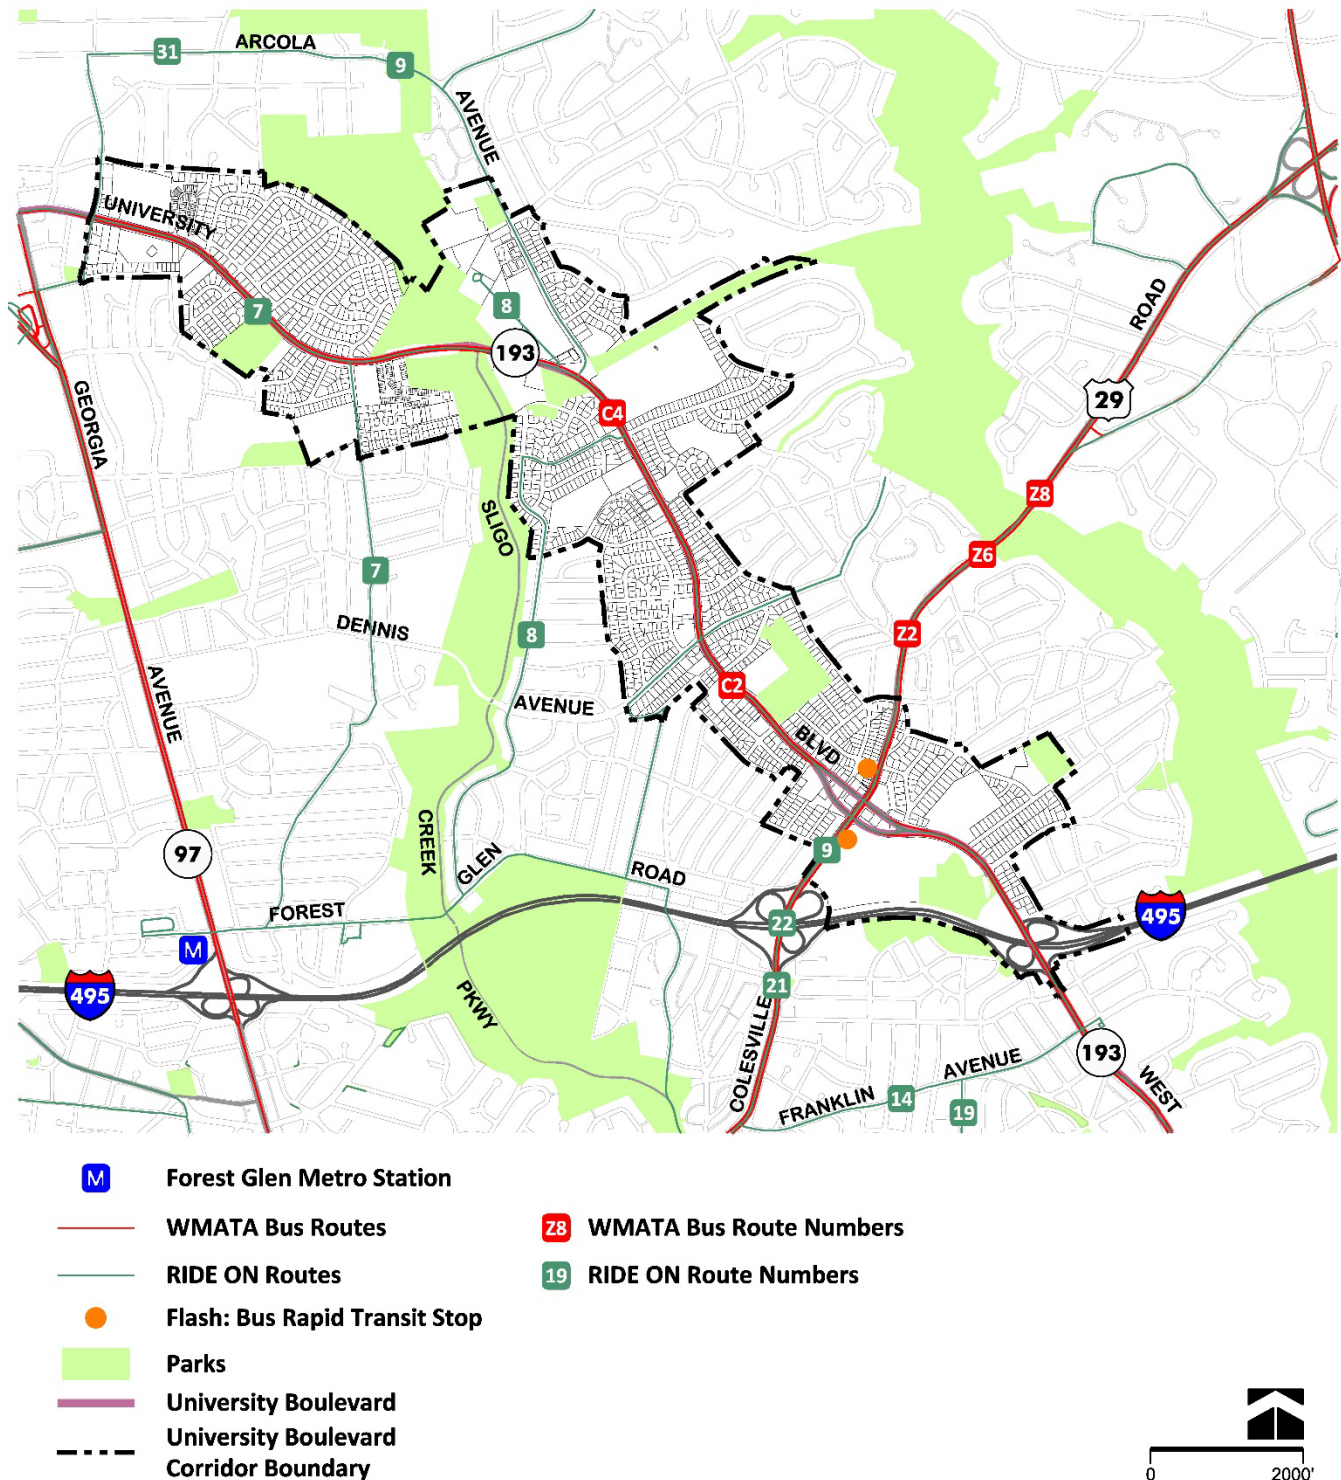 31
ARCOLA
9
AVENUE
UNIVERSITY
7
8
193
C4
ROAD
29
GEORGIA
Z8
SLIGO
Z6
7
DENNIS
8
Z2
AVENUE
AVENUE
C2
BLVD
CREEK
97
GLEN
ROAD
9
FOREST
22
495
M
495
21
PKWY
COLESVILLE
193
AVENUE
FRANKLIN
14
19
WEST
M Forest Glen Metro Station
WMATA Bus Routes
Z8 WMATA Bus Route Numbers
RIDE ON Routes
19 RIDE ON Route Numbers
Flash: Bus Rapid Transit Stop
Parks
University Boulevard
University Boulevard
Corridor Boundary
0 2000'